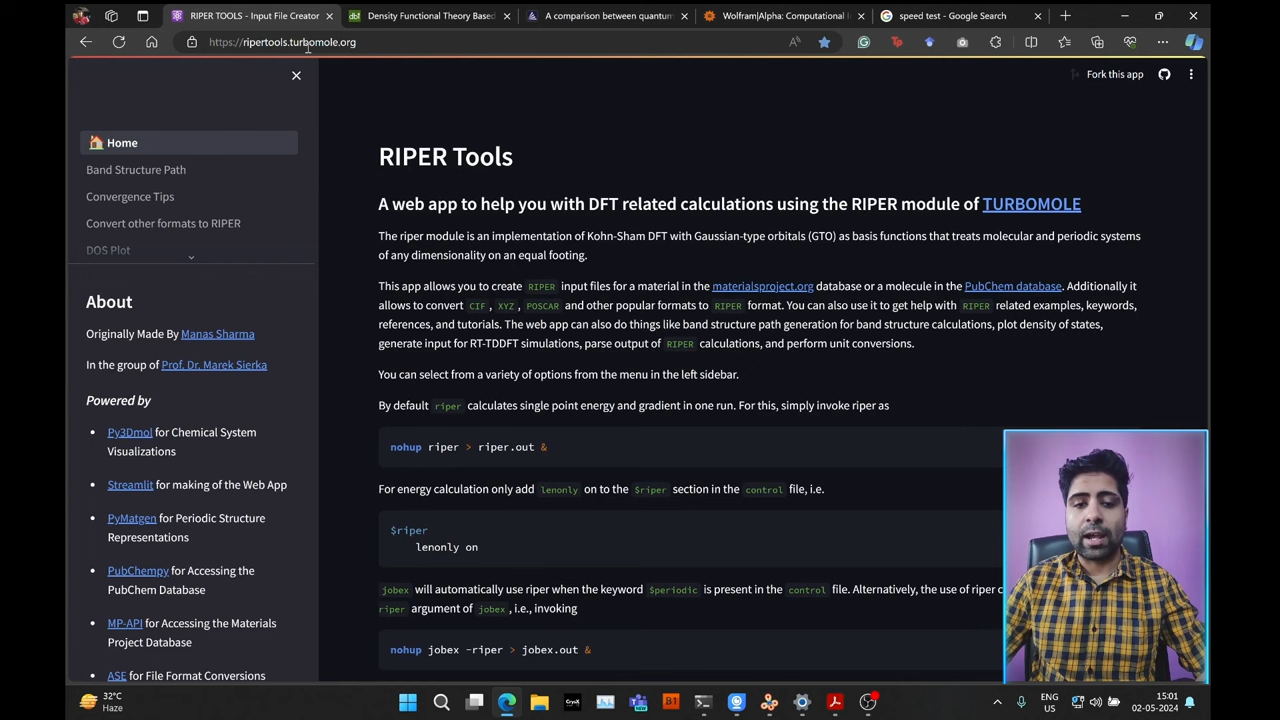 RIPER TOOLS - Input File Creator
Density Functional Theory Based
A comparison between quantum
Wolfram|Alpha: Computational I
speed test - Google Search
https://ripertools.turbomole.org
Fork this app
Home
Band Structure Path
Convergence Tips
Convert other formats to RIPER
DOS Plot
About
Originally Made By Manas Sharma
In the group of Prof. Dr. Marek Sierka
Powered by
Py3Dmol for Chemical System
Visualizations
Streamlit for making of the Web App
PyMatgen for Periodic Structure
Representations
PubChempy for Accessing the
PubChem Database
MP-API for Accessing the Materials
Project Database
ASE for File Format Conversions
RIPER Tools
A web app to help you with DFT related calculations using the RIPER module of TURBOMOLE
The riper module is an implementation of Kohn-Sham DFT with Gaussian-type orbitals (GTO) as basis functions that treats molecular and periodic systems
of any dimensionality on an equal footing.
This app allows you to create RIPER input files for a material in the materialsproject.org database or a molecule in the PubChem database. Additionally it
allows to convert CIF, XYZ, POSCAR and other popular formats to RIPER format. You can also use it to get help with RIPER related examples, keywords,
references, and tutorials. The web app can also do things like band structure path generation for band structure calculations, plot density of states,
generate input for RT-TDDFT simulations, parse output of RIPER calculations, and perform unit conversions.
You can select from a variety of options from the menu in the left sidebar.
By default riper calculates single point energy and gradient in one run. For this, simply invoke riper as
nohup riper > riper.out &
For energy calculation only add lenonly on to the $riper section in the control file, i.e.
$riper
lenonly on
jobex will automatically use riper when the keyword $periodic is present in the control file. Alternatively, the use of riper c
riper argument of jobex, i.e., invoking
nohup jobex -riper > jobex.out &
32°C
Haze
ENG
US
15:01
02-05-2024